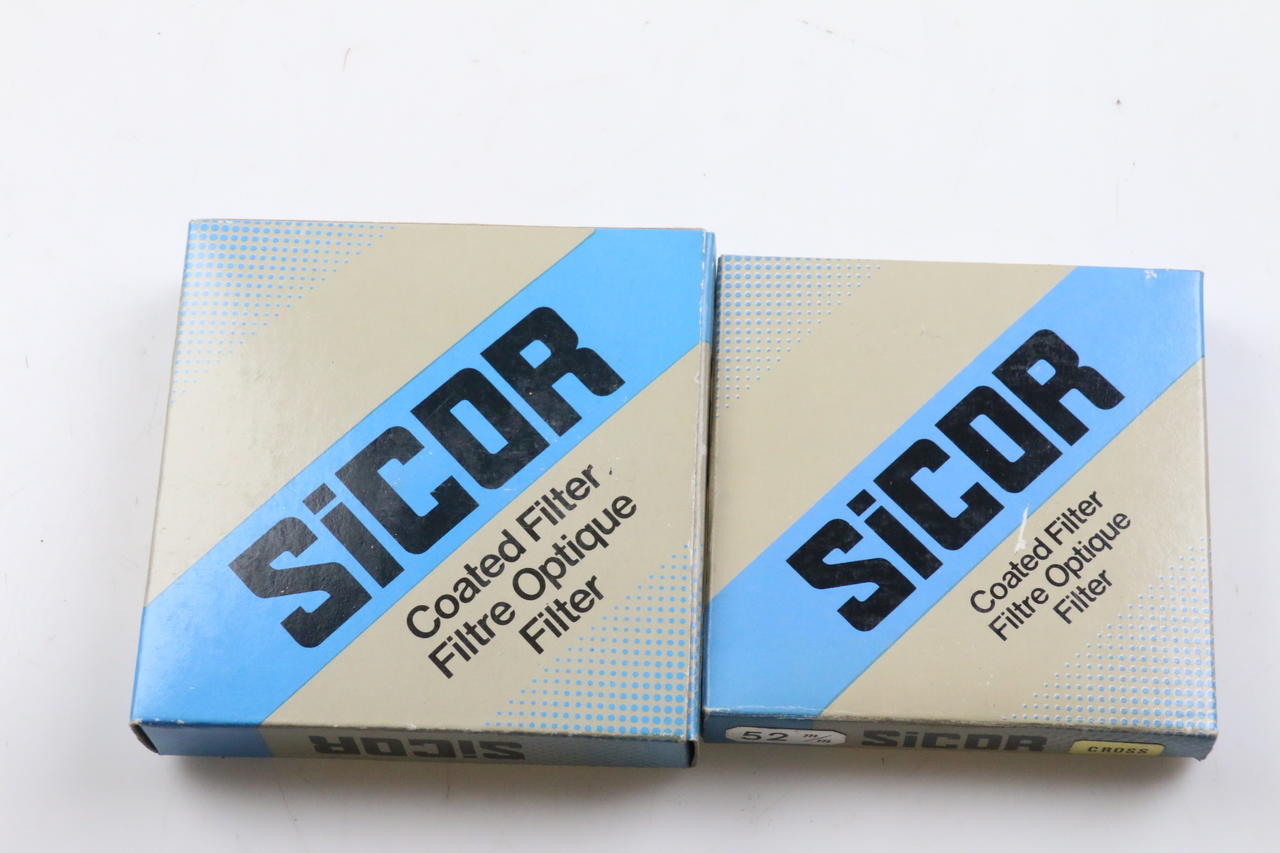 SiCOR
Coated Filter
Filtre Optique
Filter
SiCOR
SiCOR
Coated Filter
Filtre Optique
Filter
52 m/m
SiCOR
CROSS